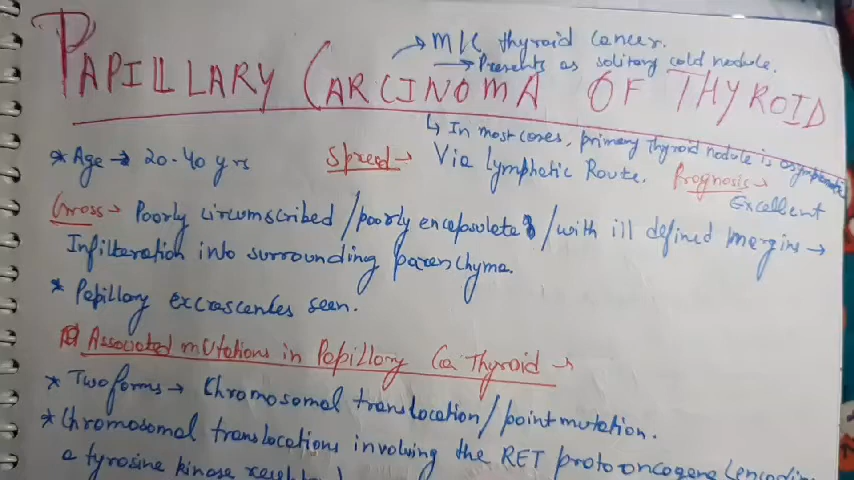 → M/C thyroid cancer.
→ Presents as solitary cold nodule.
PAPILLARY CARCINOMA OF THYROID
↳ In most cases, primary thyroid nodule is asymptomatic
* Age → 20-40 yrs
Spread → Via Lymphatic Route.
Prognosis → Excellent
Gross → Poorly circumscribed / poorly encapsulated / with ill defined margins →
Infilteration into surrounding parenchyma.
* Papillary excrascentes seen.
Associated mutations in Papillary Ca Thyroid →
* Two forms → Chromosomal translocation / point mutation.
* Chromosomal translocations involving the RET protooncogene (encoding
a tyrosine kinase